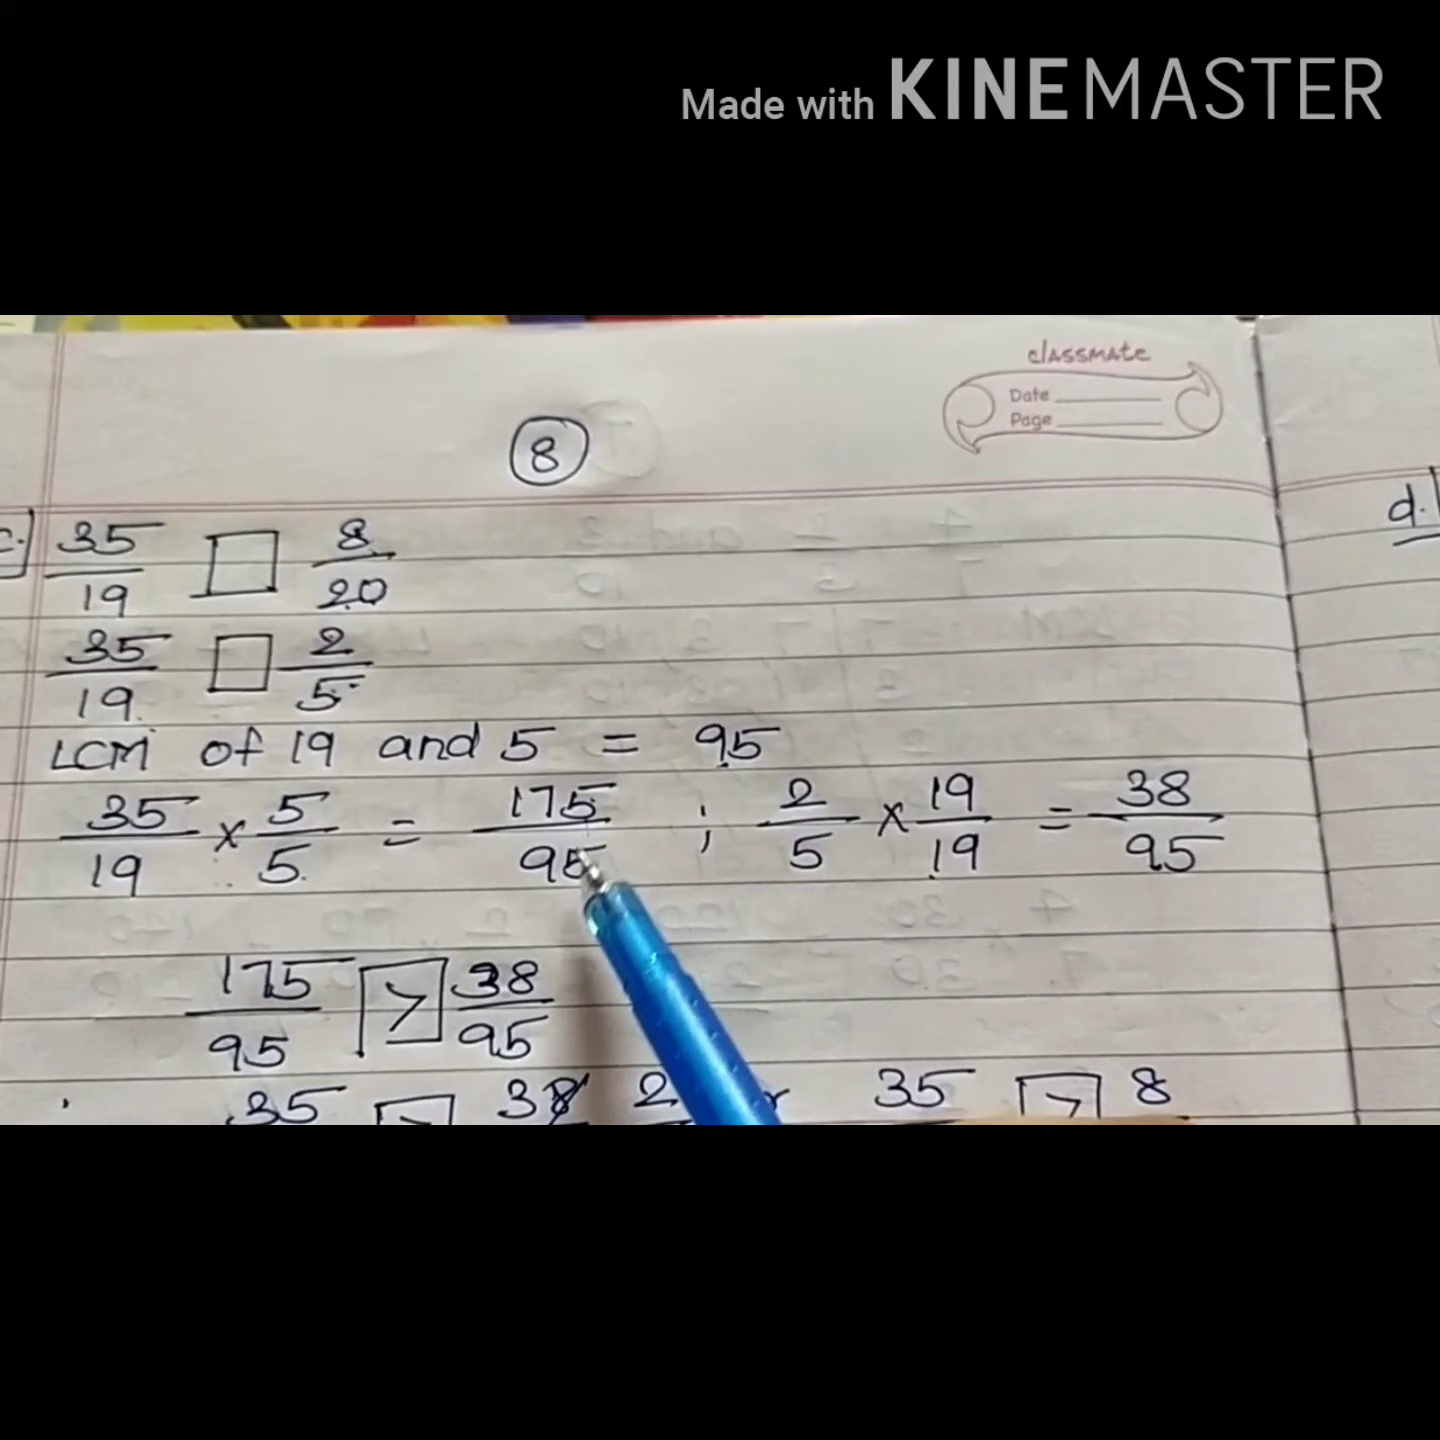 Made with KINEMASTER
classmate
Date
Page
8
c. 35/19 □ 8/20
d.
35/19 □ 2/5
LCM of 19 and 5 = 95
35/19 × 5/5 = 175/95 ; 2/5 × 19/19 = 38/95
175/95 > 38/95
35 38 2 35 > 8